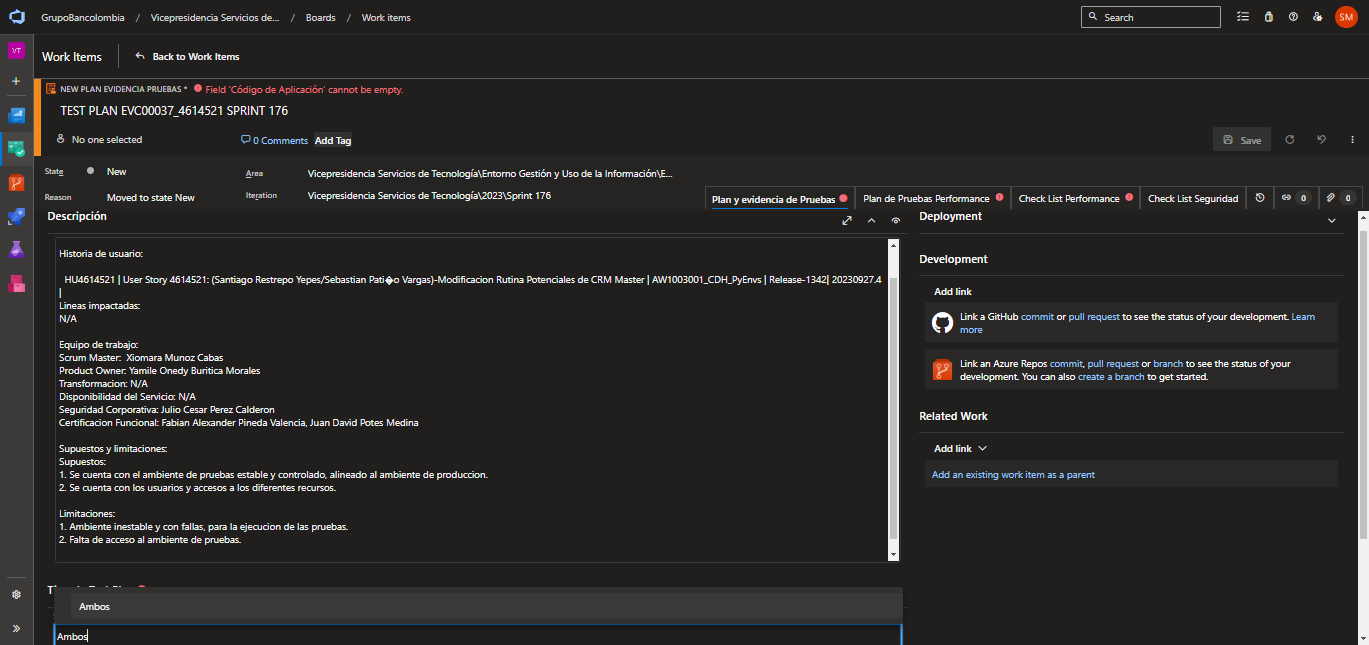 GrupoBancolombia / Vicepresidencia Servicios de... / Boards / Work items
Search
SM
VT
Work Items
Back to Work Items
NEW PLAN EVIDENCIA PRUEBAS * Field 'Código de Aplicación' cannot be empty.
TEST PLAN EVC00037_4614521 SPRINT 176
No one selected
0 Comments
Add Tag
Save
State
New
Area
Vicepresidencia Servicios de Tecnología\Entorno Gestión y Uso de la Información\E...
Reason
Moved to state New
Iteration
Vicepresidencia Servicios de Tecnología\2023\Sprint 176
Plan y evidencia de Pruebas
Plan de Pruebas Performance
Check List Performance
Check List Seguridad
0
0
Descripción
Historia de usuario:
HU4614521 | User Story 4614521: (Santiago Restrepo Yepes/Sebastian Pati�o Vargas)-Modificacion Rutina Potenciales de CRM Master | AW1003001_CDH_PyEnvs | Release-1342| 20230927.4
|
Lineas impactadas:
N/A
Equipo de trabajo:
Scrum Master: Xiomara Munoz Cabas
Product Owner: Yamile Onedy Buritica Morales
Transformacion: N/A
Disponibilidad del Servicio: N/A
Seguridad Corporativa: Julio Cesar Perez Calderon
Certificacion Funcional: Fabian Alexander Pineda Valencia, Juan David Potes Medina
Supuestos y limitaciones:
Supuestos:
1. Se cuenta con el ambiente de pruebas estable y controlado, alineado al ambiente de produccion.
2. Se cuenta con los usuarios y accesos a los diferentes recursos.
Limitaciones:
1. Ambiente inestable y con fallas, para la ejecucion de las pruebas.
2. Falta de acceso al ambiente de pruebas.
Ambos
Ambos
Deployment
Development
Add link
Link a GitHub commit or pull request to see the status of your development. Learn
more
Link an Azure Repos commit, pull request or branch to see the status of your
development. You can also create a branch to get started.
Related Work
Add link
Add an existing work item as a parent